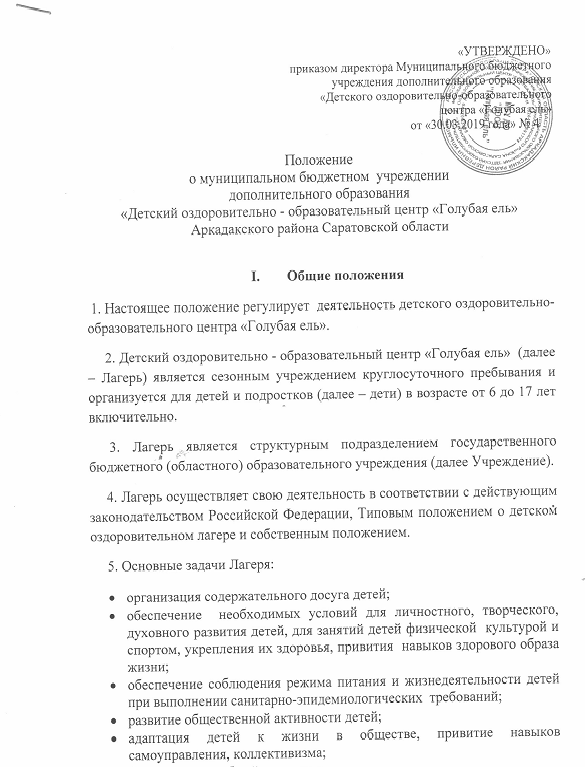 «УТВЕРЖДЕНО»
приказом директора Муниципального бюджетного
учреждения дополнительного образования
«Детского оздоровительно-образовательного
центра «Голубая ель»
от «30.03.2019 года» № 4
Положение
о муниципальном бюджетном учреждении
дополнительного образования
«Детский оздоровительно - образовательный центр «Голубая ель»
Аркадакского района Саратовской области
I. Общие положения
1. Настоящее положение регулирует деятельность детского оздоровительно-
образовательного центра «Голубая ель».
2. Детский оздоровительно - образовательный центр «Голубая ель» (далее
– Лагерь) является сезонным учреждением круглосуточного пребывания и
организуется для детей и подростков (далее – дети) в возрасте от 6 до 17 лет
включительно.
3. Лагерь является структурным подразделением государственного
бюджетного (областного) образовательного учреждения (далее Учреждение).
4. Лагерь осуществляет свою деятельность в соответствии с действующим
законодательством Российской Федерации, Типовым положением о детском
оздоровительном лагере и собственным положением.
5. Основные задачи Лагеря:
• организация содержательного досуга детей;
• обеспечение необходимых условий для личностного, творческого,
духовного развития детей, для занятий детей физической культурой и
спортом, укрепления их здоровья, привития навыков здорового образа
жизни;
• обеспечение соблюдения режима питания и жизнедеятельности детей
при выполнении санитарно-эпидемиологических требований;
• развитие общественной активности детей;
• адаптация детей к жизни в обществе, привитие навыков
самоуправления, коллективизма;